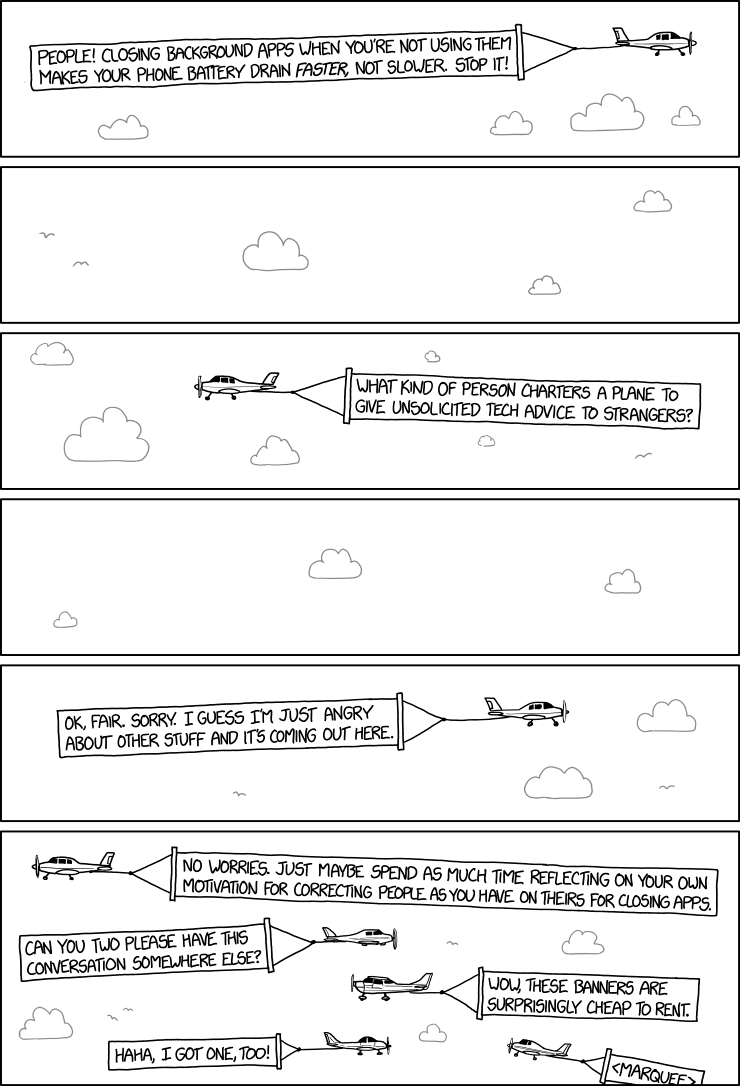 PEOPLE! CLOSING BACKGROUND APPS WHEN YOU'RE NOT USING THEM
MAKES YOUR PHONE BATTERY DRAIN FASTER, NOT SLOWER. STOP IT!
WHAT KIND OF PERSON CHARTERS A PLANE TO
GIVE UNSOLICITED TECH ADVICE TO STRANGERS?
OK, FAIR. SORRY. I GUESS I'M JUST ANGRY
ABOUT OTHER STUFF AND IT'S COMING OUT HERE.
NO WORRIES. JUST MAYBE SPEND AS MUCH TIME REFLECTING ON YOUR OWN
MOTIVATION FOR CORRECTING PEOPLE AS YOU HAVE ON THEIRS FOR CLOSING APPS.
CAN YOU TWO PLEASE HAVE THIS
CONVERSATION SOMEWHERE ELSE?
WOW, THESE BANNERS ARE
SURPRISINGLY CHEAP TO RENT.
HAHA, I GOT ONE, TOO!
<MARQUEE>